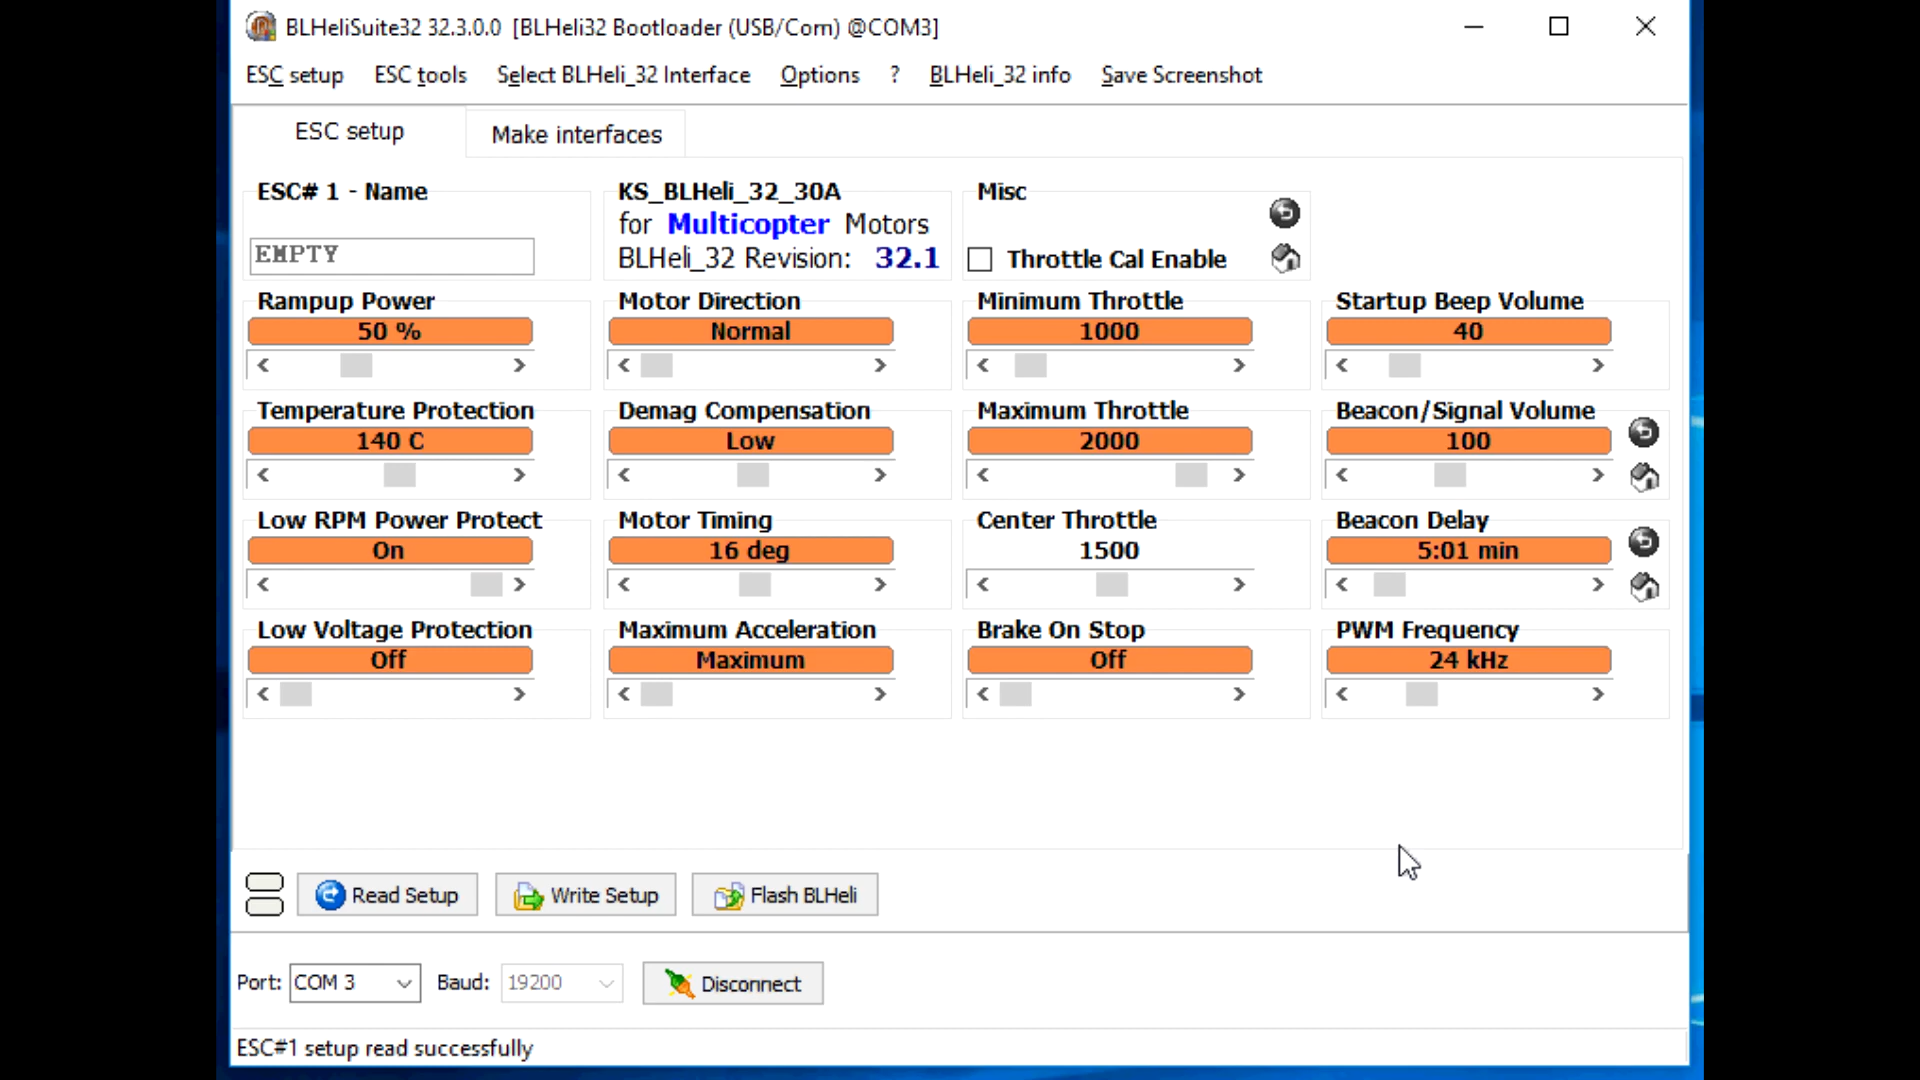 BLHeliSuite32 32.3.0.0 [BLHeli32 Bootloader (USB/Com) @COM3]
ESC setup ESC tools Select BLHeli_32 Interface Options ? BLHeli_32 info Save Screenshot
ESC setup Make interfaces
ESC# 1 - Name
EMPTY
KS_BLHeli_32_30A
for Multicopter Motors
BLHeli_32 Revision: 32.1
Misc
Throttle Cal Enable
Rampup Power
50 %
Motor Direction
Normal
Minimum Throttle
1000
Startup Beep Volume
40
Temperature Protection
140 C
Demag Compensation
Low
Maximum Throttle
2000
Beacon/Signal Volume
100
Low RPM Power Protect
On
Motor Timing
16 deg
Center Throttle
1500
Beacon Delay
5:01 min
Low Voltage Protection
Off
Maximum Acceleration
Maximum
Brake On Stop
Off
PWM Frequency
24 kHz
Read Setup Write Setup Flash BLHeli
Port: COM 3 Baud: 19200 Disconnect
ESC#1 setup read successfully